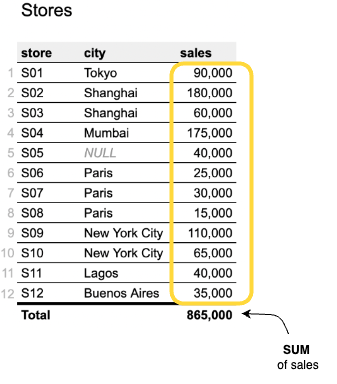 Stores
store city sales
1 S01 Tokyo 90,000
2 S02 Shanghai 180,000
3 S03 Shanghai 60,000
4 S04 Mumbai 175,000
5 S05 NULL 40,000
6 S06 Paris 25,000
7 S07 Paris 30,000
8 S08 Paris 15,000
9 S09 New York City 110,000
10 S10 New York City 65,000
11 S11 Lagos 40,000
12 S12 Buenos Aires 35,000
Total 865,000
SUM
of sales